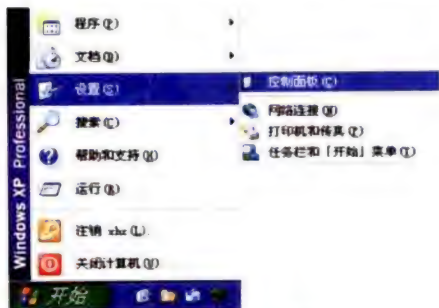 程序(P)
文档(D)
设置(S)
控制面板(C)
网络连接(N)
打印机和传真(P)
任务栏和「开始」菜单(T)
搜索(C)
帮助和支持(H)
运行(R)
注销 xhx(L)
关闭计算机(U)
Windows XP Professional
开始